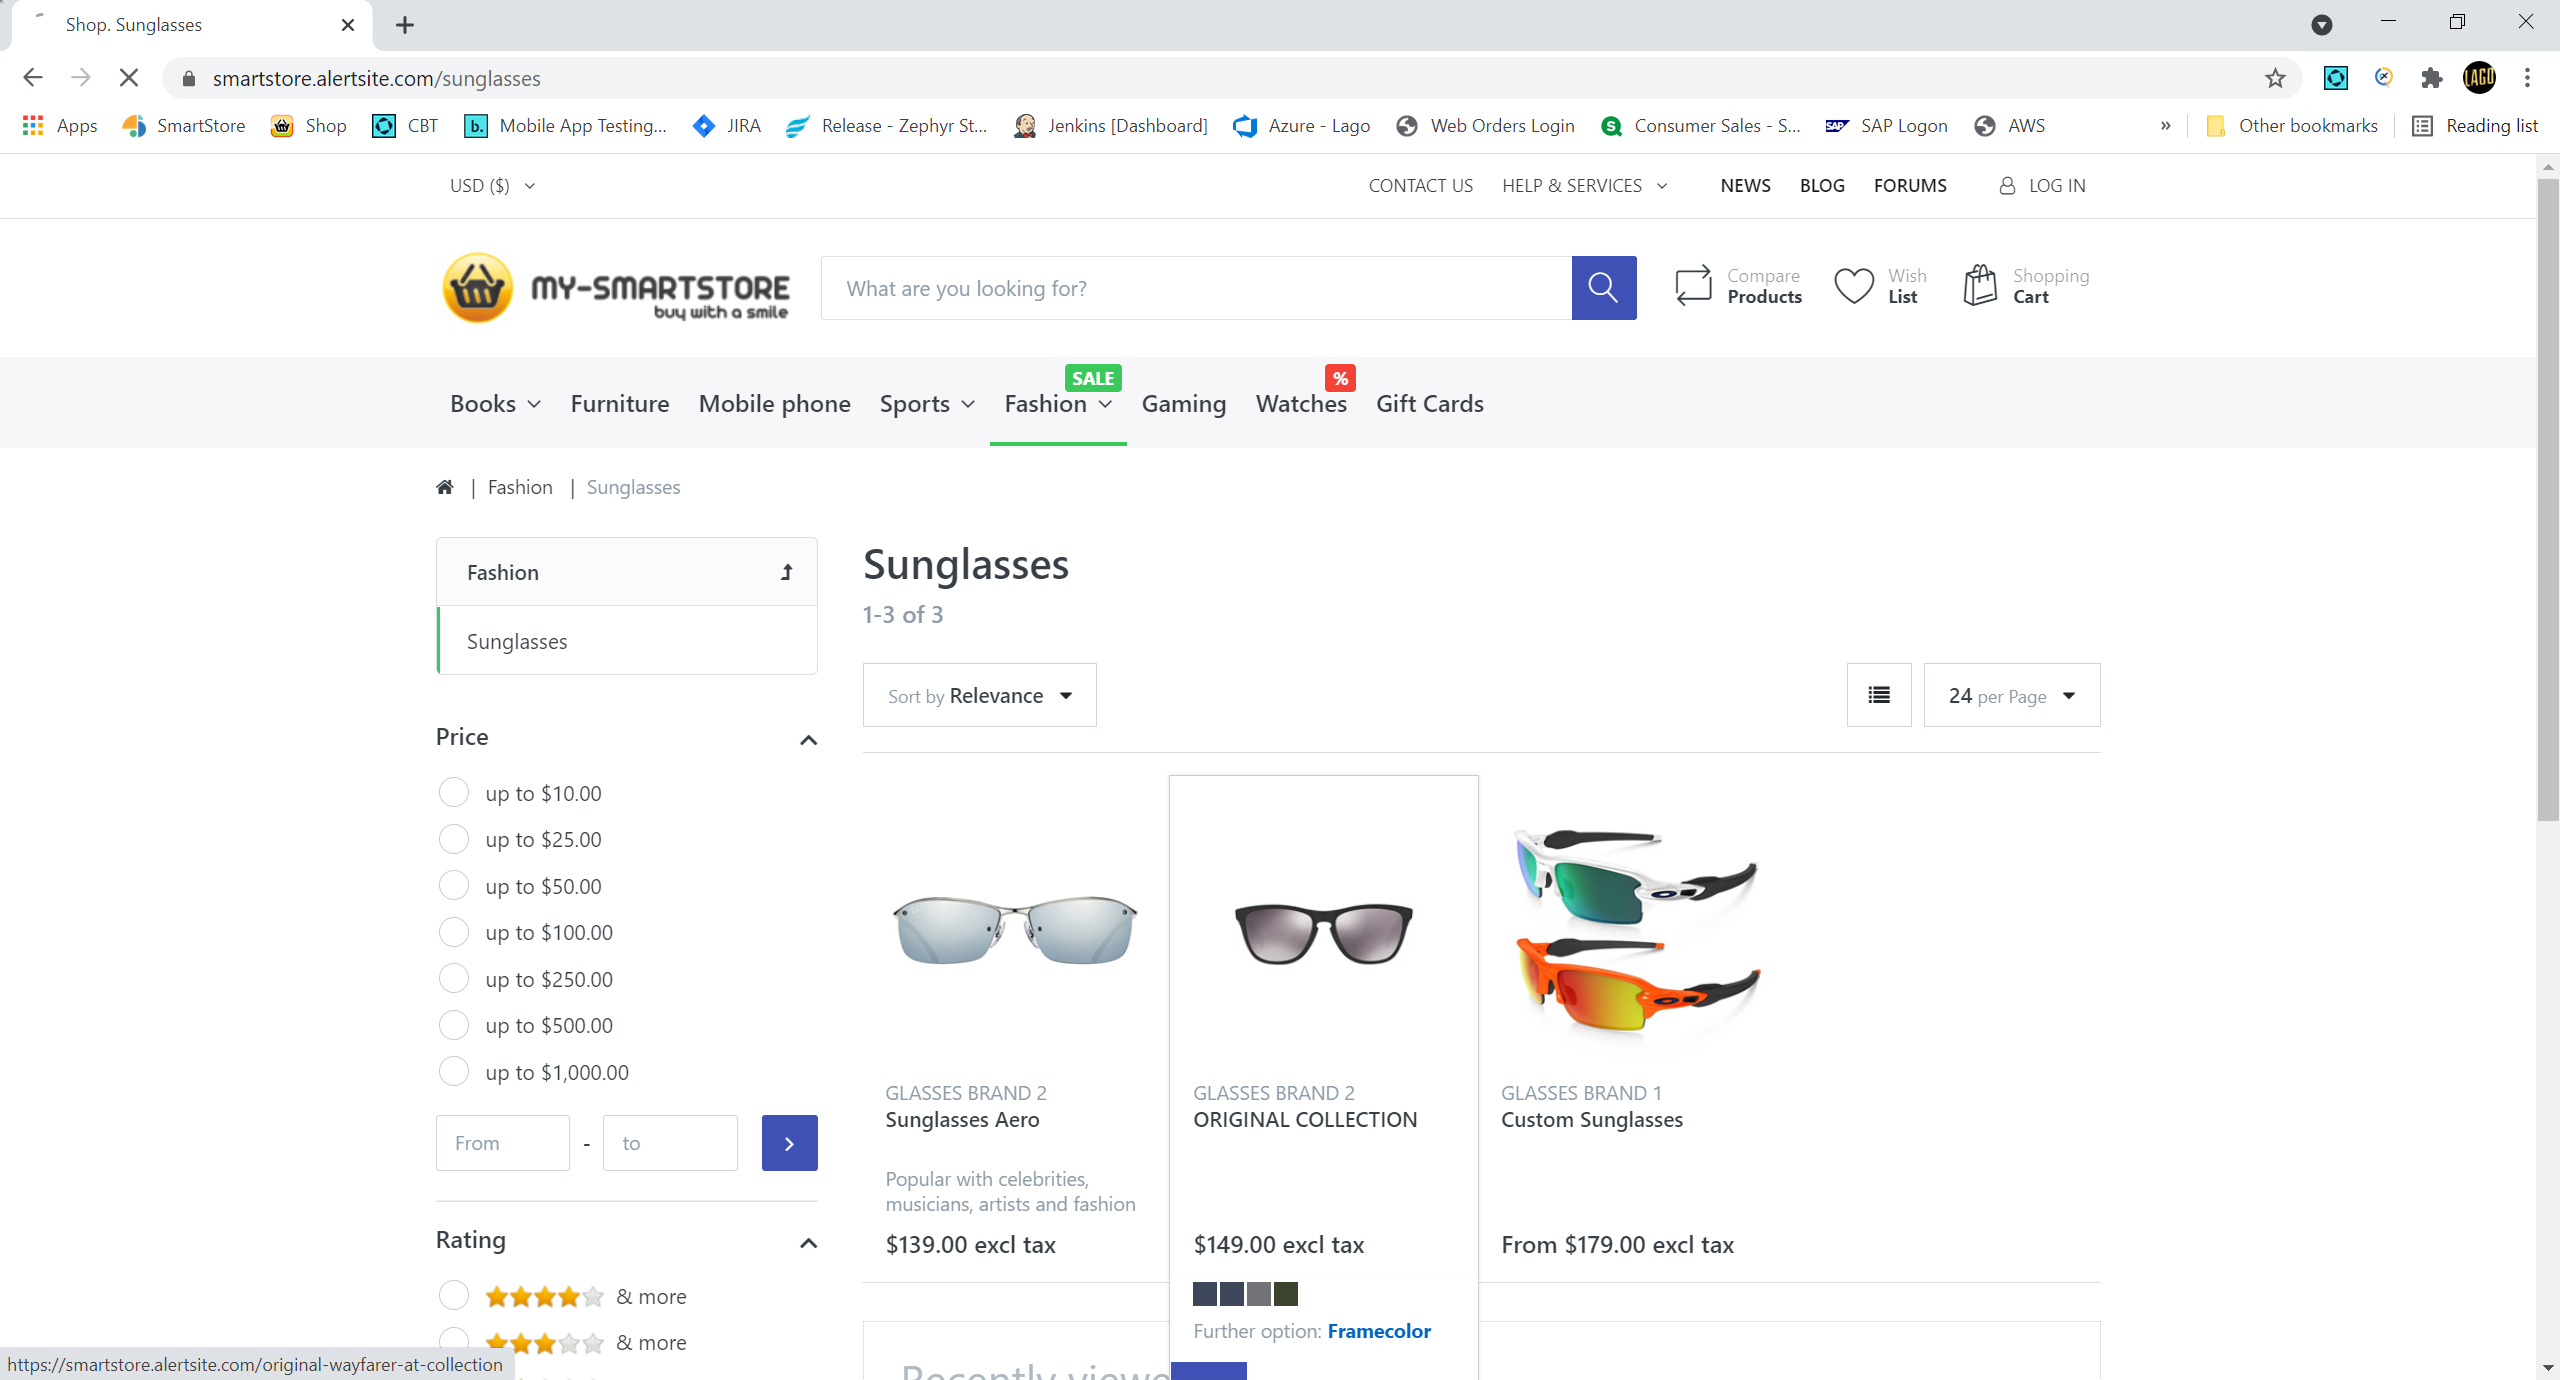 Shop. Sunglasses
smartstore.alertsite.com/sunglasses
LAGO
Apps SmartStore Shop CBT b. Mobile App Testing... JIRA Release - Zephyr St... Jenkins [Dashboard] Azure - Lago Web Orders Login Consumer Sales - S... SAP SAP Logon AWS » Other bookmarks Reading list
USD ($) CONTACT US HELP & SERVICES NEWS BLOG FORUMS LOG IN
MY-SMARTSTORE
buy with a smile
What are you looking for?
Compare
Products
Wish
List
Shopping
Cart
SALE %
Books Furniture Mobile phone Sports Fashion Gaming Watches Gift Cards
| Fashion | Sunglasses
Fashion
Sunglasses
Price
up to $10.00
up to $25.00
up to $50.00
up to $100.00
up to $250.00
up to $500.00
up to $1,000.00
From - to
Rating
& more
& more
https://smartstore.alertsite.com/original-wayfarer-at-collection
Sunglasses
1-3 of 3
Sort by Relevance
24 per Page
GLASSES BRAND 2
Sunglasses Aero
Popular with celebrities,
musicians, artists and fashion
$139.00 excl tax
GLASSES BRAND 2
ORIGINAL COLLECTION
$149.00 excl tax
Further option: Framecolor
GLASSES BRAND 1
Custom Sunglasses
From $179.00 excl tax
Recently